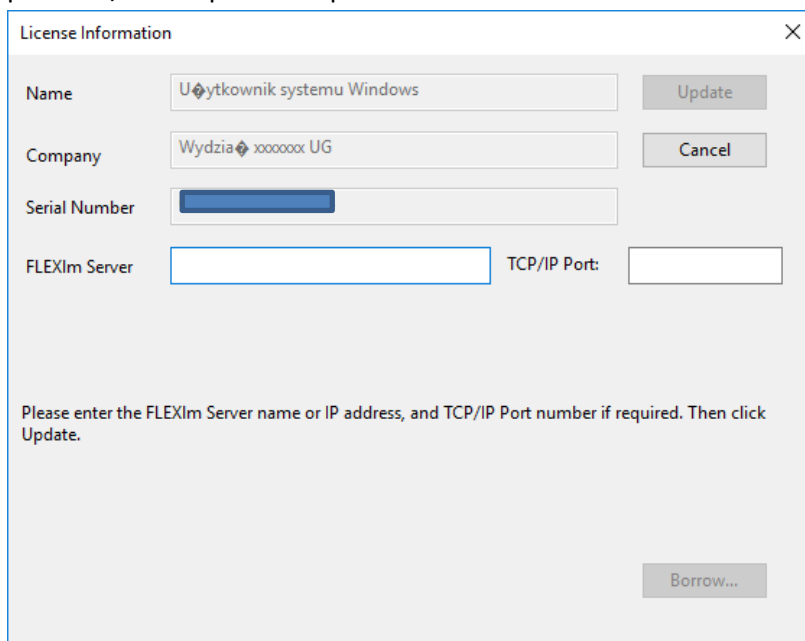 License Information
Name U�ytkownik systemu Windows Update
Company Wydzia� xxxxxxx UG Cancel
Serial Number
FLEXlm Server TCP/IP Port:
Please enter the FLEXlm Server name or IP address, and TCP/IP Port number if required. Then click
Update.
Borrow...